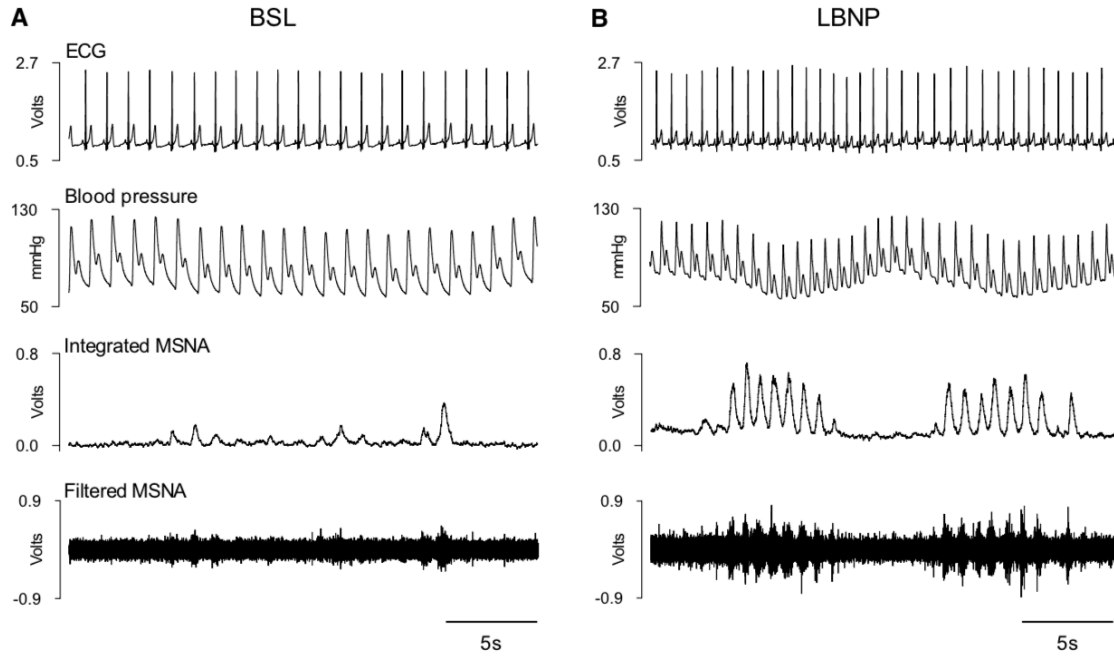 A BSL
ECG
2.7
Volts
0.5
Blood pressure
130
mmHg
50
Integrated MSNA
0.8
Volts
0.0
Filtered MSNA
0.9
Volts
-0.9
5s
B LBNP
2.7
Volts
0.5
130
mmHg
50
0.8
Volts
0.0
0.9
Volts
-0.9
5s